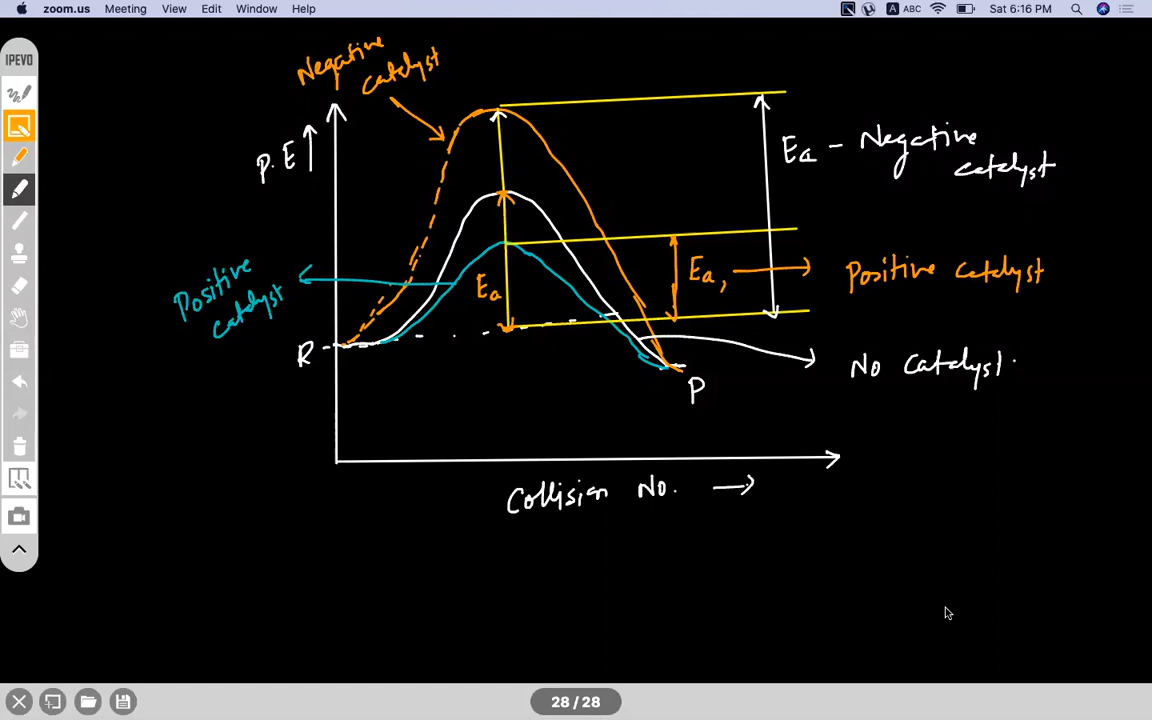 zoom.us Meeting View Edit Window Help
ABC Sat 6:16 PM
IPEVO
Negative
catalyst
P.E
Ea - Negative
catalyst
Positive
catalyst
Ea
Ea,
Positive catalyst
R
No Catalyst.
P
Collision No.
28 / 28